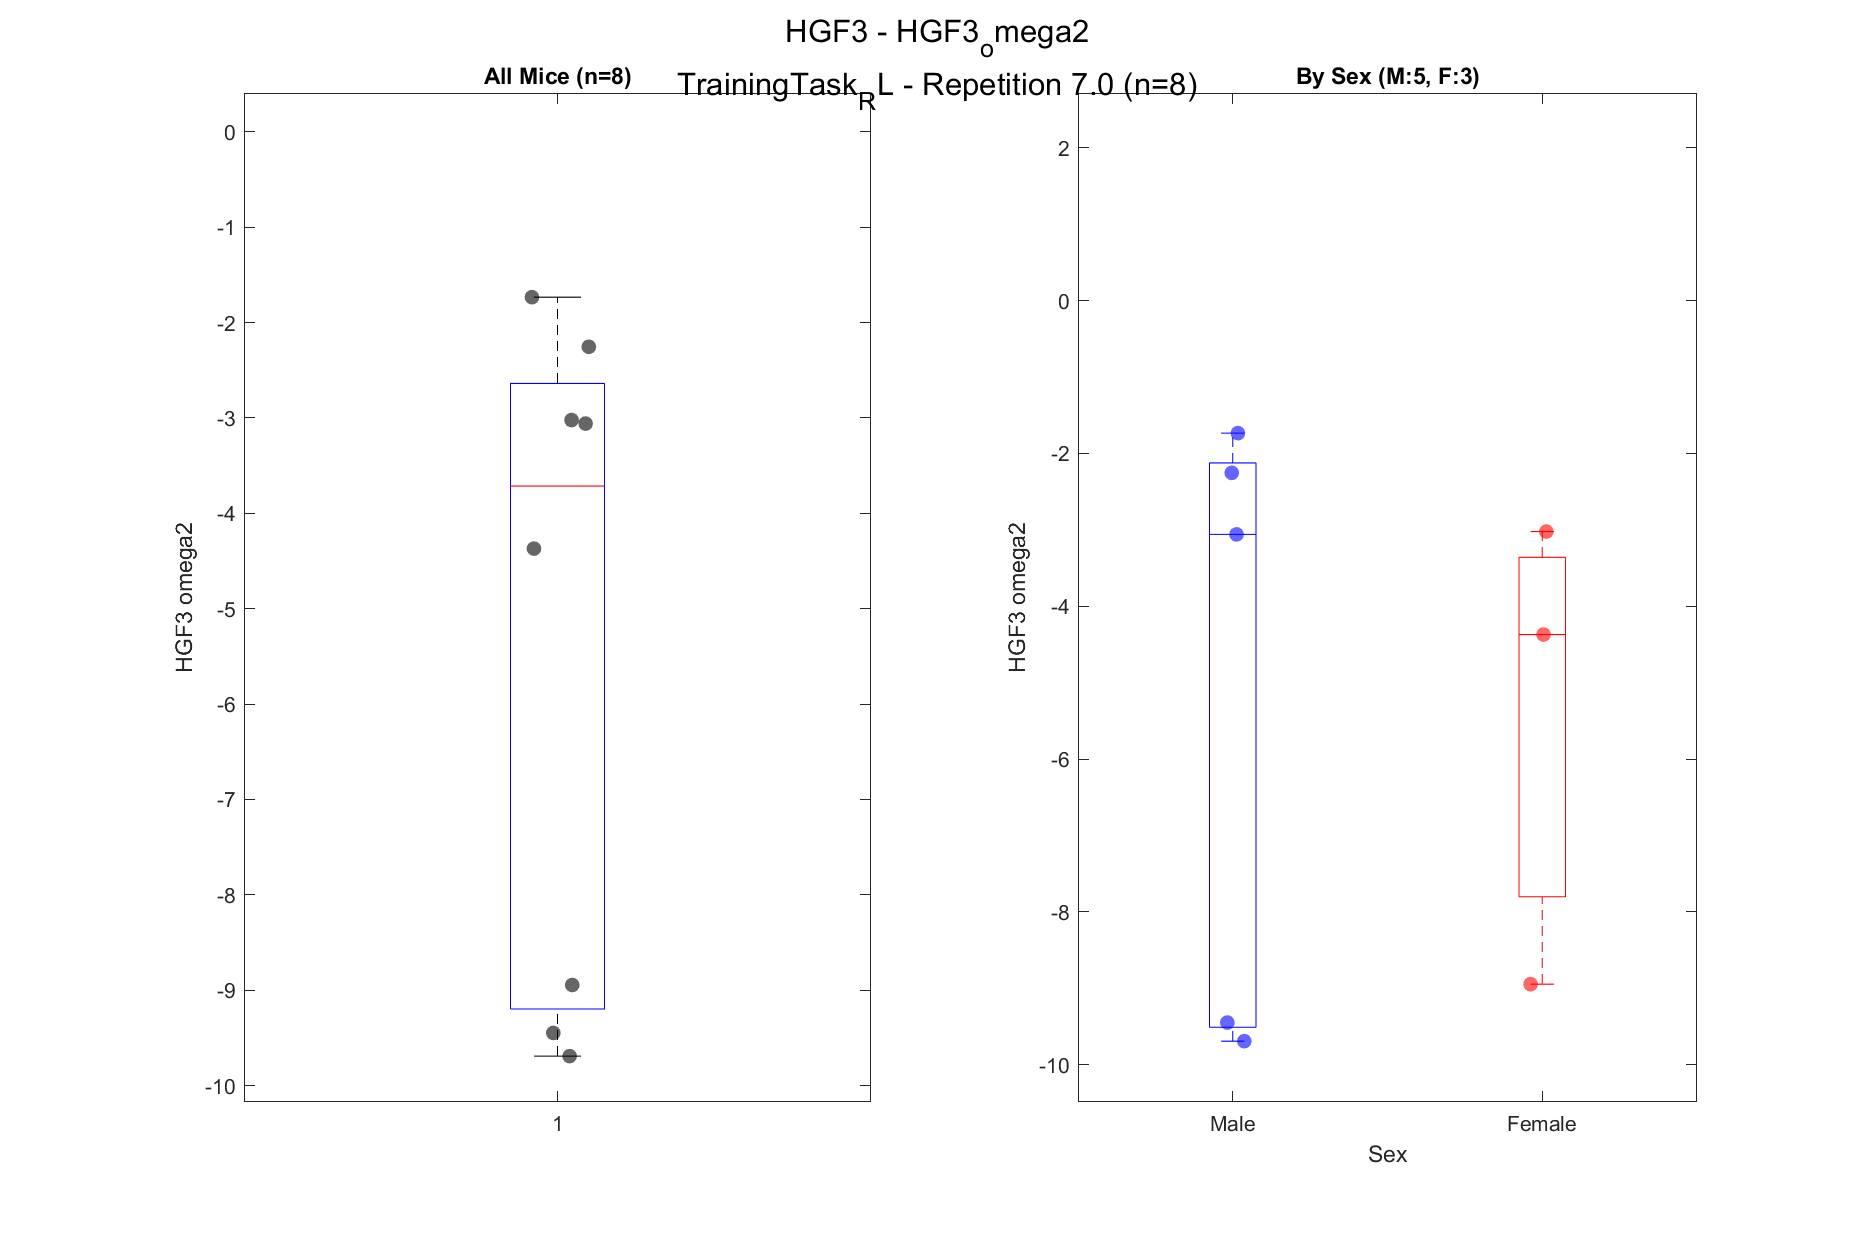 HGF3 - HGF3_omega2
TrainingTask_RL - Repetition 7.0 (n=8)
All Mice (n=8)
0
-1
-2
-3
-4
-5
-6
-7
-8
-9
-10
HGF3 omega2
1
By Sex (M:5, F:3)
2
0
-2
-4
-6
-8
-10
HGF3 omega2
Male Female
Sex